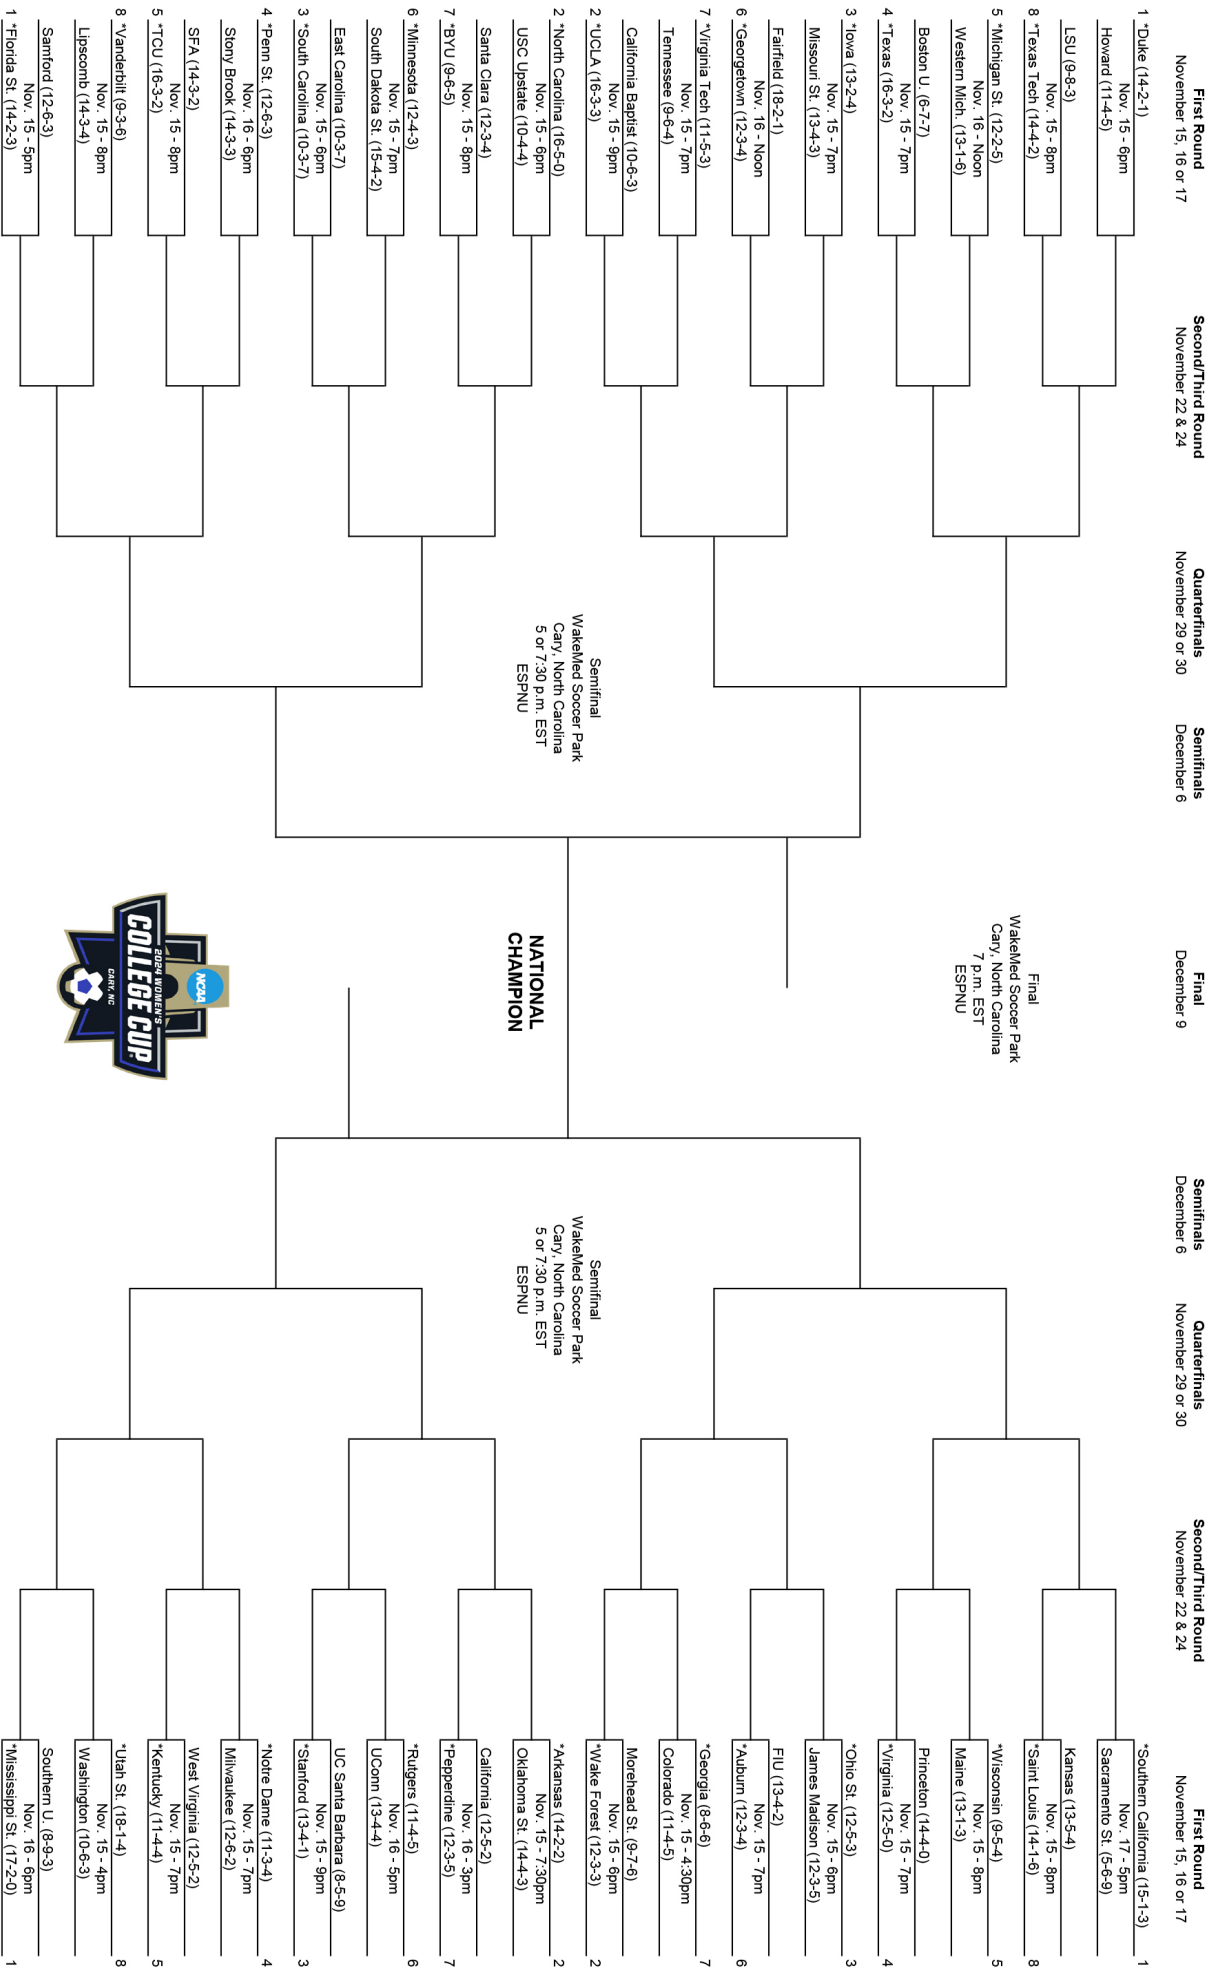 First Round
November 15, 16 or 17
Second/Third Round
November 22 & 24
Quarterfinals
November 29 or 30
Semifinals
December 6
Final
December 9
Semifinals
December 6
Quarterfinals
November 29 or 30
Second/Third Round
November 22 & 24
First Round
November 15, 16 or 17
1 *Duke (14-2-1)
Nov. 15 - 6pm
Howard (11-4-5)
LSU (9-8-3)
Nov. 15 - 8pm
8 *Texas Tech (14-4-2)
5 *Michigan St. (12-2-5)
Nov. 16 - Noon
Western Mich. (13-1-6)
Boston U. (6-7-7)
Nov. 15 - 7pm
4 *Texas (16-3-2)
3 *Iowa (13-2-4)
Nov. 15 - 7pm
Missouri St. (13-4-3)
Fairfield (18-2-1)
Nov. 16 - Noon
6 *Georgetown (12-3-4)
7 *Virginia Tech (11-5-3)
Nov. 15 - 7pm
Tennessee (9-6-4)
California Baptist (10-6-3)
Nov. 15 - 9pm
2 *UCLA (16-3-3)
2 *North Carolina (16-5-0)
Nov. 15 - 6pm
USC Upstate (10-4-4)
Santa Clara (12-3-4)
Nov. 15 - 8pm
7 *BYU (9-6-5)
6 *Minnesota (12-4-3)
Nov. 15 - 7pm
South Dakota St. (15-4-2)
East Carolina (10-3-7)
Nov. 15 - 6pm
3 *South Carolina (10-3-7)
4 *Penn St. (12-6-3)
Nov. 16 - 6pm
Stony Brook (14-3-3)
SFA (14-3-2)
Nov. 15 - 8pm
5 *TCU (16-3-2)
8 *Vanderbilt (9-3-6)
Nov. 15 - 8pm
Lipscomb (14-3-4)
Samford (12-6-3)
Nov. 15 - 5pm
1 *Florida St. (14-2-3)
Semifinal
WakeMed Soccer Park
Cary, North Carolina
5 or 7:30 p.m. EST
ESPNU
Final
WakeMed Soccer Park
Cary, North Carolina
7 p.m. EST
ESPNU
NATIONAL
CHAMPION
NCAA
2024 WOMEN'S
COLLEGE CUP
CARY, NC
Semifinal
WakeMed Soccer Park
Cary, North Carolina
5 or 7:30 p.m. EST
ESPNU
*Southern California (15-1-3) 1
Nov. 17 - 5pm
Sacramento St. (5-6-9)
Kansas (13-5-4)
Nov. 15 - 8pm
*Saint Louis (14-1-6) 8
*Wisconsin (9-5-4) 5
Nov. 15 - 8pm
Maine (13-1-3)
Princeton (14-4-0)
Nov. 15 - 7pm
*Virginia (12-5-0) 4
*Ohio St. (12-5-3) 3
Nov. 15 - 6pm
James Madison (12-3-5)
FIU (13-4-2)
Nov. 15 - 7pm
*Auburn (12-3-4) 6
*Georgia (8-6-6) 7
Nov. 15 - 4:30pm
Colorado (11-4-5)
Morehead St. (9-7-6)
Nov. 15 - 6pm
*Wake Forest (12-3-3) 2
*Arkansas (14-2-2) 2
Nov. 15 - 7:30pm
Oklahoma St. (14-4-3)
California (12-5-2)
Nov. 16 - 3pm
*Pepperdine (12-3-5) 7
*Rutgers (11-4-5) 6
Nov. 16 - 5pm
UConn (13-4-4)
UC Santa Barbara (8-5-9)
Nov. 15 - 9pm
*Stanford (13-4-1) 3
*Notre Dame (11-3-4) 4
Nov. 15 - 7pm
Milwaukee (12-6-2)
West Virginia (12-5-2)
Nov. 15 - 7pm
*Kentucky (11-4-4) 5
*Utah St. (18-1-4) 8
Nov. 15 - 4pm
Washington (10-6-3)
Southern U. (8-9-3)
Nov. 16 - 6pm
*Mississippi St. (17-2-0) 1